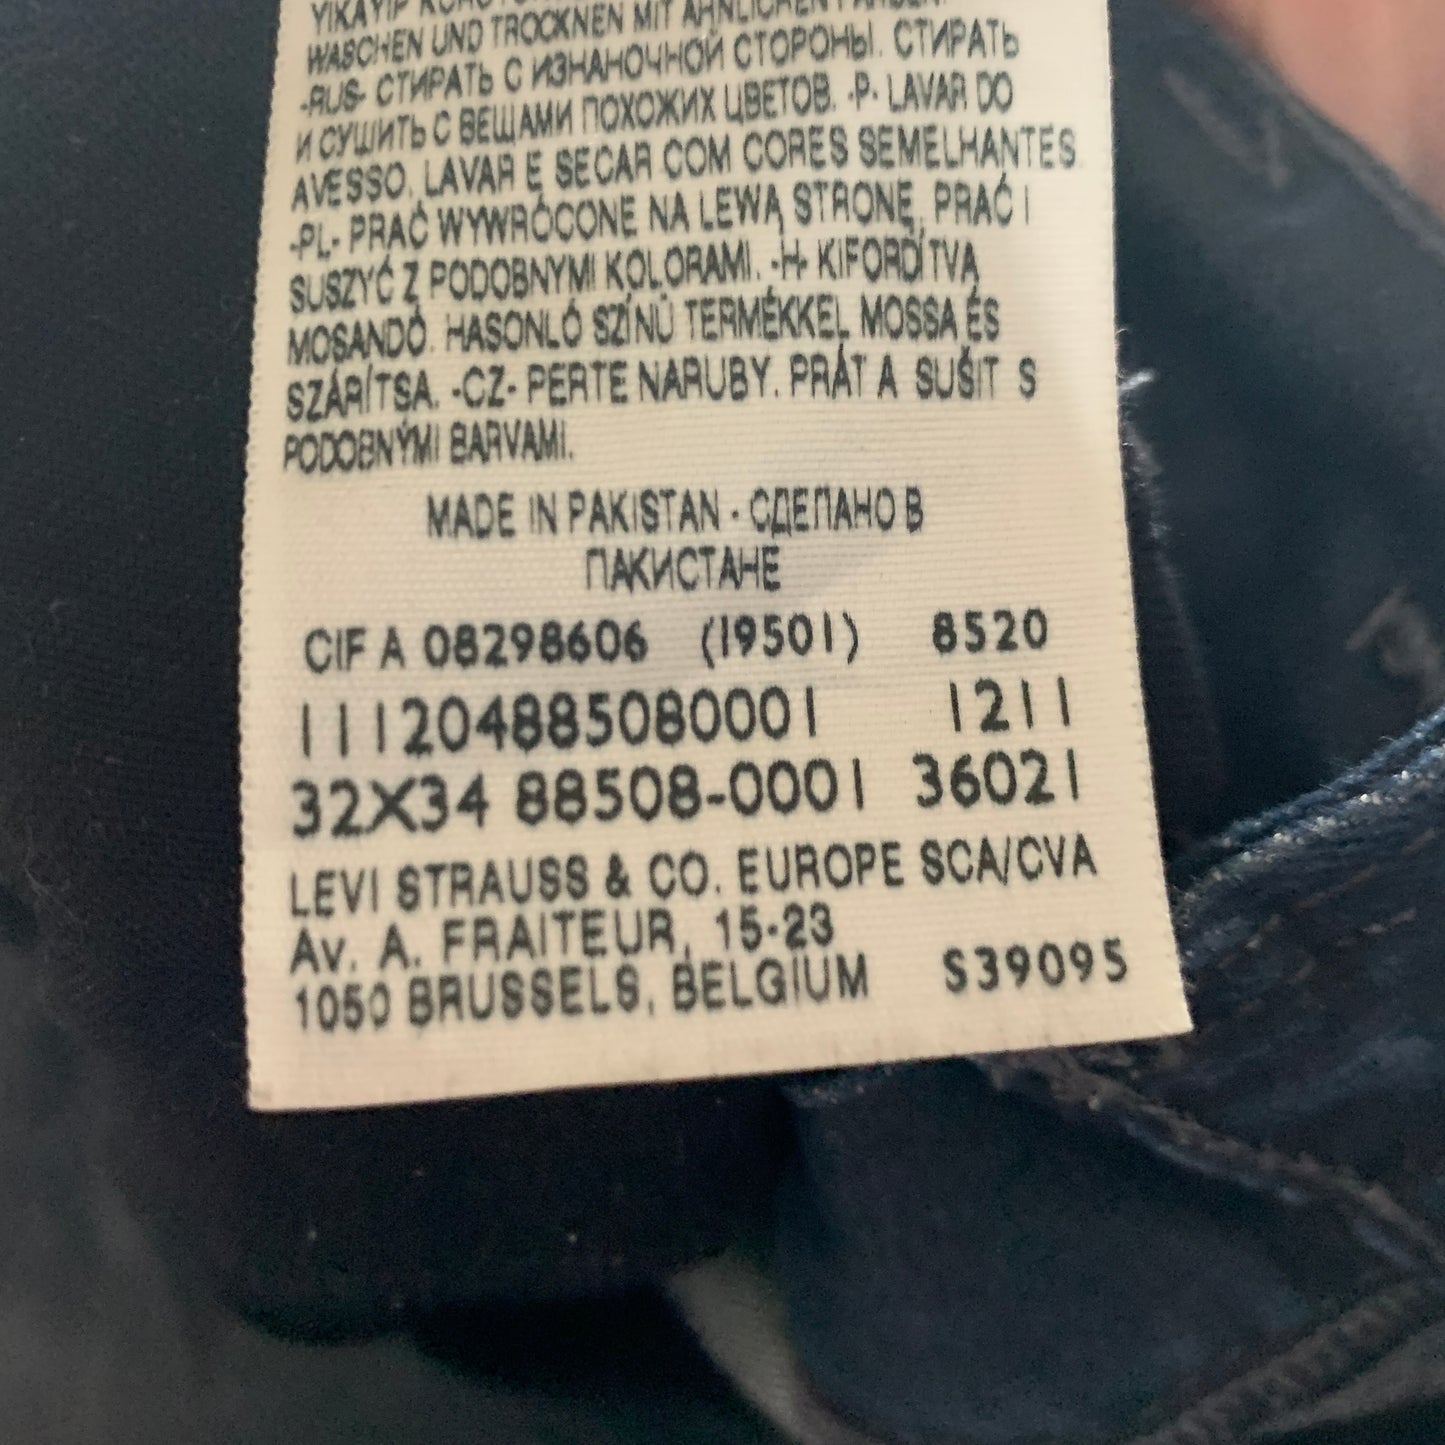 YIKAYIP
WASCHEN UND TROCKNEN MIT ÄHNLICHEN FARBEN.
-RUS- СТИРАТЬ С ИЗНАНОЧНОЙ СТОРОНЫ. СТИРАТЬ
И СУШИТЬ С ВЕЩАМИ ПОХОЖИХ ЦВЕТОВ. -P- LAVAR DO
AVESSO. LAVAR E SECAR COM CORES SEMELHANTES.
-PL- PRAĆ WYWRÓCONE NA LEWĄ STRONĘ, PRAĆ I
SUSZYĆ Z PODOBNYMI KOLORAMI. -H- KIFORDÍTVA
MOSANDÓ. HASONLÓ SZÍNŰ TERMÉKKEL MOSSA ÉS
SZÁRÍTSA. -CZ- PERTE NARUBY. PRÁT A SUŠIT S
PODOBNÝMI BARVAMI.
MADE IN PAKISTAN - СДЕЛАНО В
ПАКИСТАНЕ
CIF A 08298606 (19501) 8520
111204885080001 1211
32X34 88508-0001 36021
LEVI STRAUSS & CO. EUROPE SCA/CVA
Av. A. FRAITEUR, 15-23
1050 BRUSSELS, BELGIUM S39095